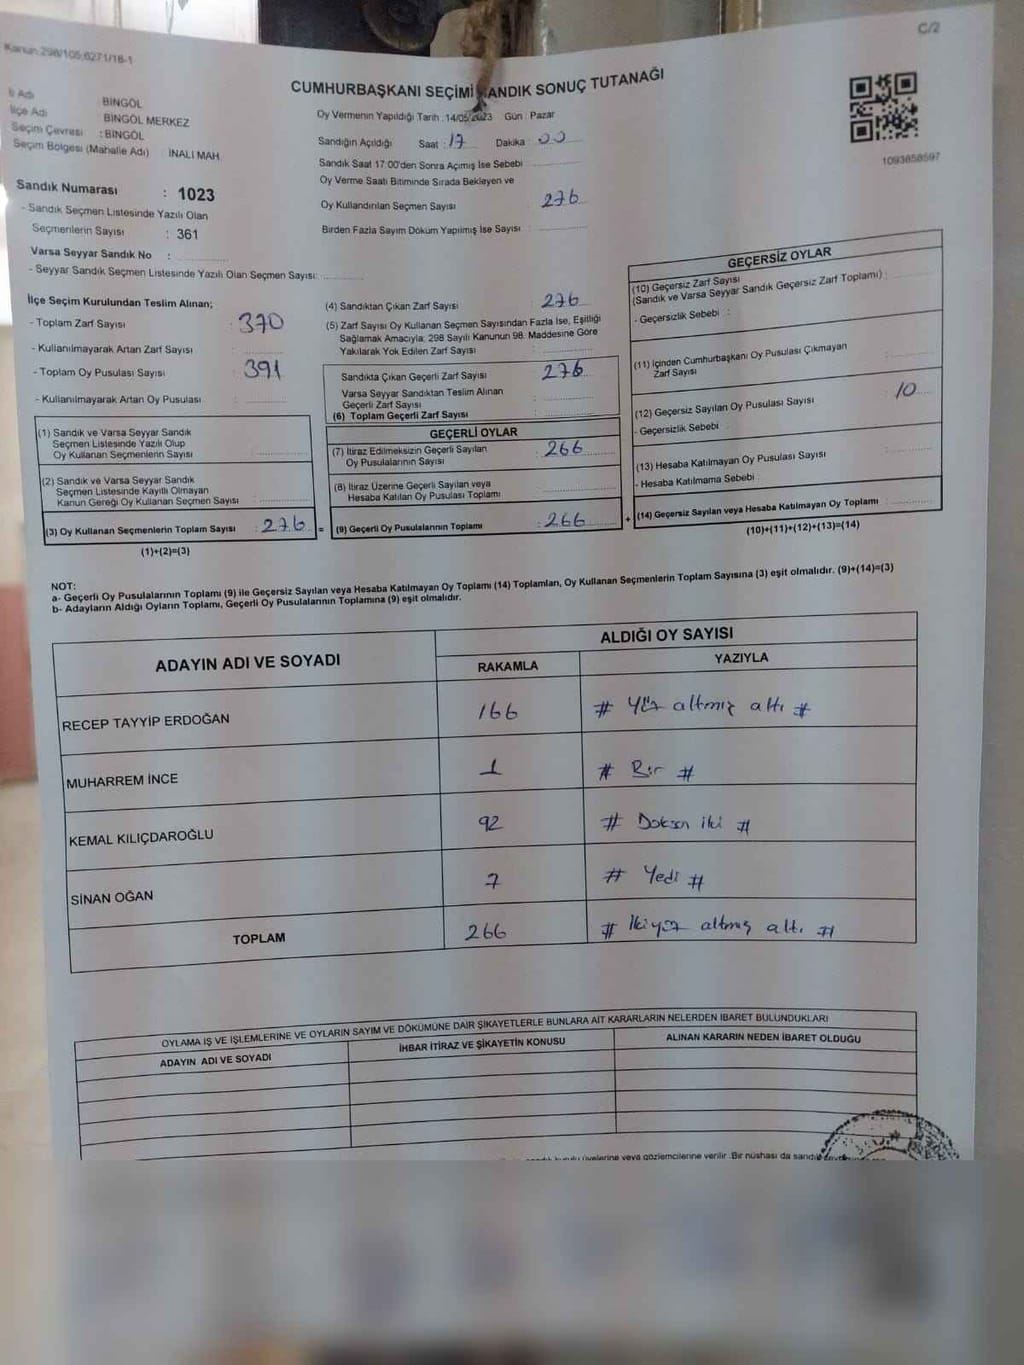 Kanun:298/105;6271/18-1
C/2
CUMHURBAŞKANI SEÇİMİ SANDIK SONUÇ TUTANAĞI
İl Adı BİNGÖL
İlçe Adı BİNGÖL MERKEZ
Seçim Çevresi : BİNGÖL
Seçim Bölgesi (Mahalle Adı) : İNALİ MAH.
Sandık Numarası : 1023
- Sandık Seçmen Listesinde Yazılı Olan
Seçmenlerin Sayısı : 361
Varsa Seyyar Sandık No :
- Seyyar Sandık Seçmen Listesinde Yazılı Olan Seçmen Sayısı:
Oy Vermenin Yapıldığı Tarih :14/05/2023 Gün : Pazar
Sandığın Açıldığı Saat : 17 Dakika : 00
Sandık Saat 17:00'den Sonra Açılmış İse Sebebi :
Oy Verme Saati Bitiminde Sırada Bekleyen ve
Oy Kullandırılan Seçmen Sayısı : 276
Birden Fazla Sayım Döküm Yapılmış İse Sayısı :
1093858597
İlçe Seçim Kurulundan Teslim Alınan;
- Toplam Zarf Sayısı : 370
- Kullanılmayarak Artan Zarf Sayısı :
- Toplam Oy Pusulası Sayısı : 391
- Kullanılmayarak Artan Oy Pusulası :
(4) Sandıktan Çıkan Zarf Sayısı : 276
(5) Zarf Sayısı Oy Kullanan Seçmen Sayısından Fazla İse, Eşitliği
Sağlamak Amacıyla; 298 Sayılı Kanunun 98. Maddesine Göre
Yakılarak Yok Edilen Zarf Sayısı :
Sandıkta Çıkan Geçerli Zarf Sayısı : 276
Varsa Seyyar Sandıktan Teslim Alınan
Geçerli Zarf Sayısı :
(6) Toplam Geçerli Zarf Sayısı :
GEÇERSİZ OYLAR
(10) Geçersiz Zarf Sayısı
(Sandık ve Varsa Seyyar Sandık Geçersiz Zarf Toplamı) :
- Geçersizlik Sebebi :
(11) İçinden Cumhurbaşkanı Oy Pusulası Çıkmayan
Zarf Sayısı :
(12) Geçersiz Sayılan Oy Pusulası Sayısı : 10
- Geçersizlik Sebebi :
(13) Hesaba Katılmayan Oy Pusulası Sayısı :
- Hesaba Katılmama Sebebi :
(14) Geçersiz Sayılan veya Hesaba Katılmayan Oy Toplamı :
(10)+(11)+(12)+(13)=(14)
(1) Sandık ve Varsa Seyyar Sandık
Seçmen Listesinde Yazılı Olup
Oy Kullanan Seçmenlerin Sayısı :
(2) Sandık ve Varsa Seyyar Sandık
Seçmen Listesinde Kayıtlı Olmayan
Kanun Gereği Oy Kullanan Seçmen Sayısı :
(3) Oy Kullanan Seçmenlerin Toplam Sayısı : 276 =
(1)+(2)=(3)
GEÇERLİ OYLAR
(7) İtiraz Edilmeksizin Geçerli Sayılan
Oy Pusulalarının Sayısı : 266
(8) İtiraz Üzerine Geçerli Sayılan veya
Hesaba Katılan Oy Pusulası Toplamı :
(9) Geçerli Oy Pusulalarının Toplamı : 266 +
NOT:
a- Geçerli Oy Pusulalarının Toplamı (9) ile Geçersiz Sayılan veya Hesaba Katılmayan Oy Toplamı (14) Toplamları, Oy Kullanan Seçmenlerin Toplam Sayısına (3) eşit olmalıdır. (9)+(14)=(3)
b- Adayların Aldığı Oyların Toplamı, Geçerli Oy Pusulalarının Toplamına (9) eşit olmalıdır.
ADAYIN ADI VE SOYADI
ALDIĞI OY SAYISI
RAKAMLA YAZIYLA
RECEP TAYYİP ERDOĞAN 166 # Yüz altmış altı #
MUHARREM İNCE 1 # Bir #
KEMAL KILIÇDAROĞLU 92 # Doksan iki #
SİNAN OĞAN 7 # Yedi #
TOPLAM 266 # İkiyüz altmış altı #
OYLAMA İŞ VE İŞLEMLERİNE VE OYLARIN SAYIM VE DÖKÜMÜNE DAİR ŞİKAYETLERLE BUNLARA AİT KARARLARIN NELERDEN İBARET BULUNDUKLARI
ADAYIN ADI VE SOYADI İHBAR İTİRAZ VE ŞİKAYETİN KONUSU ALINAN KARARIN NEDEN İBARET OLDUĞU
kurulu üyelerine veya gözlemcilerine verilir. Bir nüshası da sandık